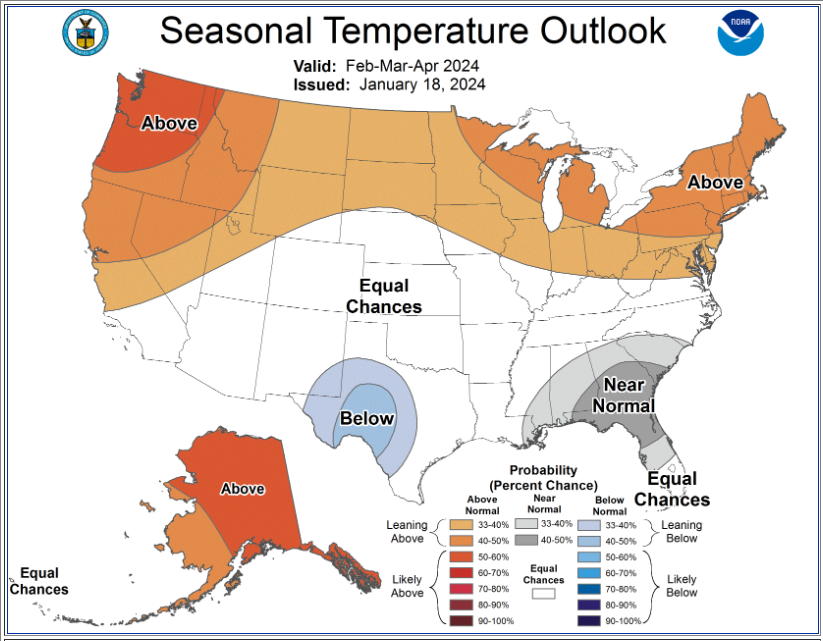 Seasonal Temperature Outlook
NOAA
Valid: Feb-Mar-Apr 2024
Issued: January 18, 2024
Above
Above
Equal
Chances
Near
Normal
Below
Equal
Chances
Above
Equal
Chances
Probability
(Percent Chance)
Above
Normal
Near
Normal
Below
Normal
Leaning
Above
33-40%
40-50%
33-40%
40-50%
33-40%
40-50%
Leaning
Below
Likely
Above
50-60%
60-70%
70-80%
80-90%
90-100%
Equal
Chances
50-60%
60-70%
70-80%
80-90%
90-100%
Likely
Below